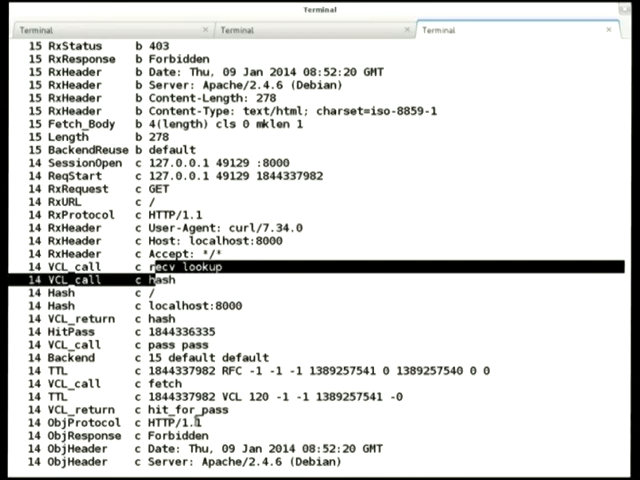 Terminal
Terminal
Terminal
Terminal
15 RxStatus b 403
15 RxResponse b Forbidden
15 RxHeader b Date: Thu, 09 Jan 2014 08:52:20 GMT
15 RxHeader b Server: Apache/2.4.6 (Debian)
15 RxHeader b Content-Length: 278
15 RxHeader b Content-Type: text/html; charset=iso-8859-1
15 Fetch_Body b 4(length) cls 0 mklen 1
15 Length b 278
15 BackendReuse b default
14 SessionOpen c 127.0.0.1 49129 :8000
14 ReqStart c 127.0.0.1 49129 1844337982
14 RxRequest c GET
14 RxURL c /
14 RxProtocol c HTTP/1.1
14 RxHeader c User-Agent: curl/7.34.0
14 RxHeader c Host: localhost:8000
14 RxHeader c Accept: */*
14 VCL_call c recv lookup
14 VCL_call c hash
14 Hash c /
14 Hash c localhost:8000
14 VCL_return c hash
14 HitPass c 1844336335
14 VCL_call c pass pass
14 Backend c 15 default default
14 TTL c 1844337982 RFC -1 -1 -1 1389257541 0 1389257540 0 0
14 VCL_call c fetch
14 TTL c 1844337982 VCL 120 -1 -1 1389257541 -0
14 VCL_return c hit_for_pass
14 ObjProtocol c HTTP/1.1
14 ObjResponse c Forbidden
14 ObjHeader c Date: Thu, 09 Jan 2014 08:52:20 GMT
14 ObjHeader c Server: Apache/2.4.6 (Debian)